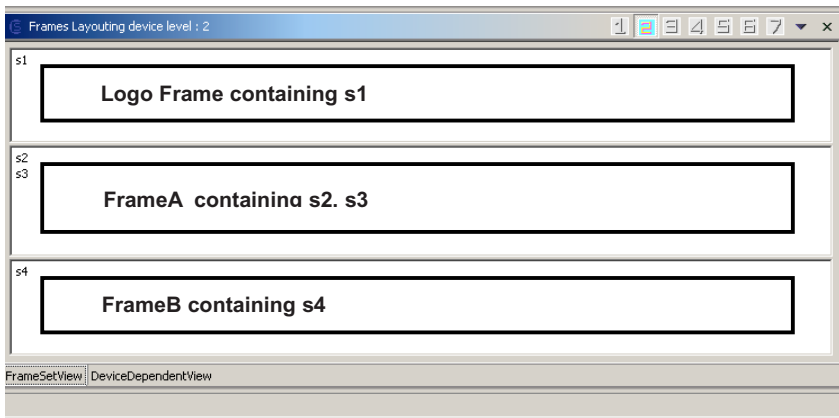 Frames Layouting device level : 2
1 2 3 4 5 6 7
s1
Logo Frame containing s1
s2
s3
FrameA containing s2. s3
s4
FrameB containing s4
FrameSetView DeviceDependentView